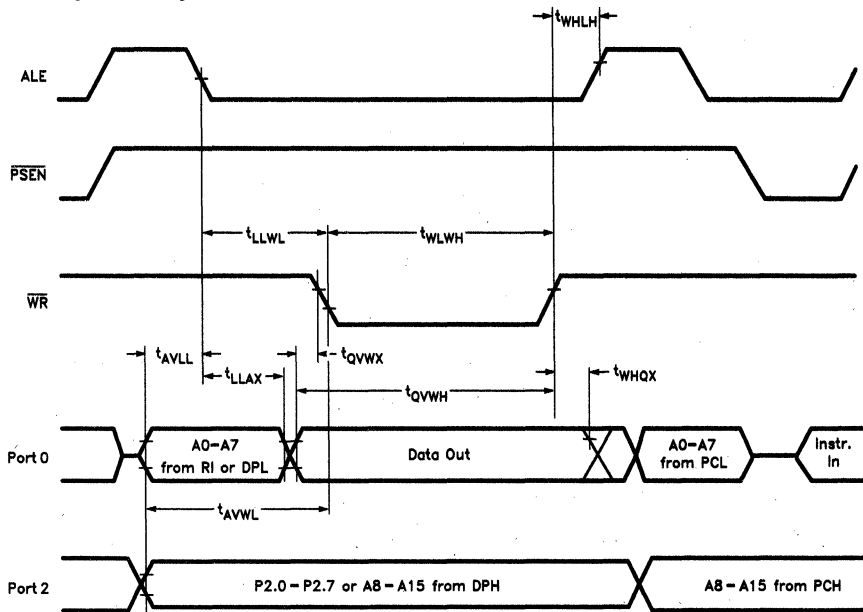 tWHLH
ALE
PSEN
tLLWL
tWLWH
WR
tAVLL
tQVWX
tLLAX
tWHQX
tQVWH
Port 0
A0–A7
from RI or DPL
Data Out
A0–A7
from PCL
Instr.
In
tAVWL
Port 2
P2.0 – P2.7 or A8 – A15 from DPH
A8 – A15 from PCH